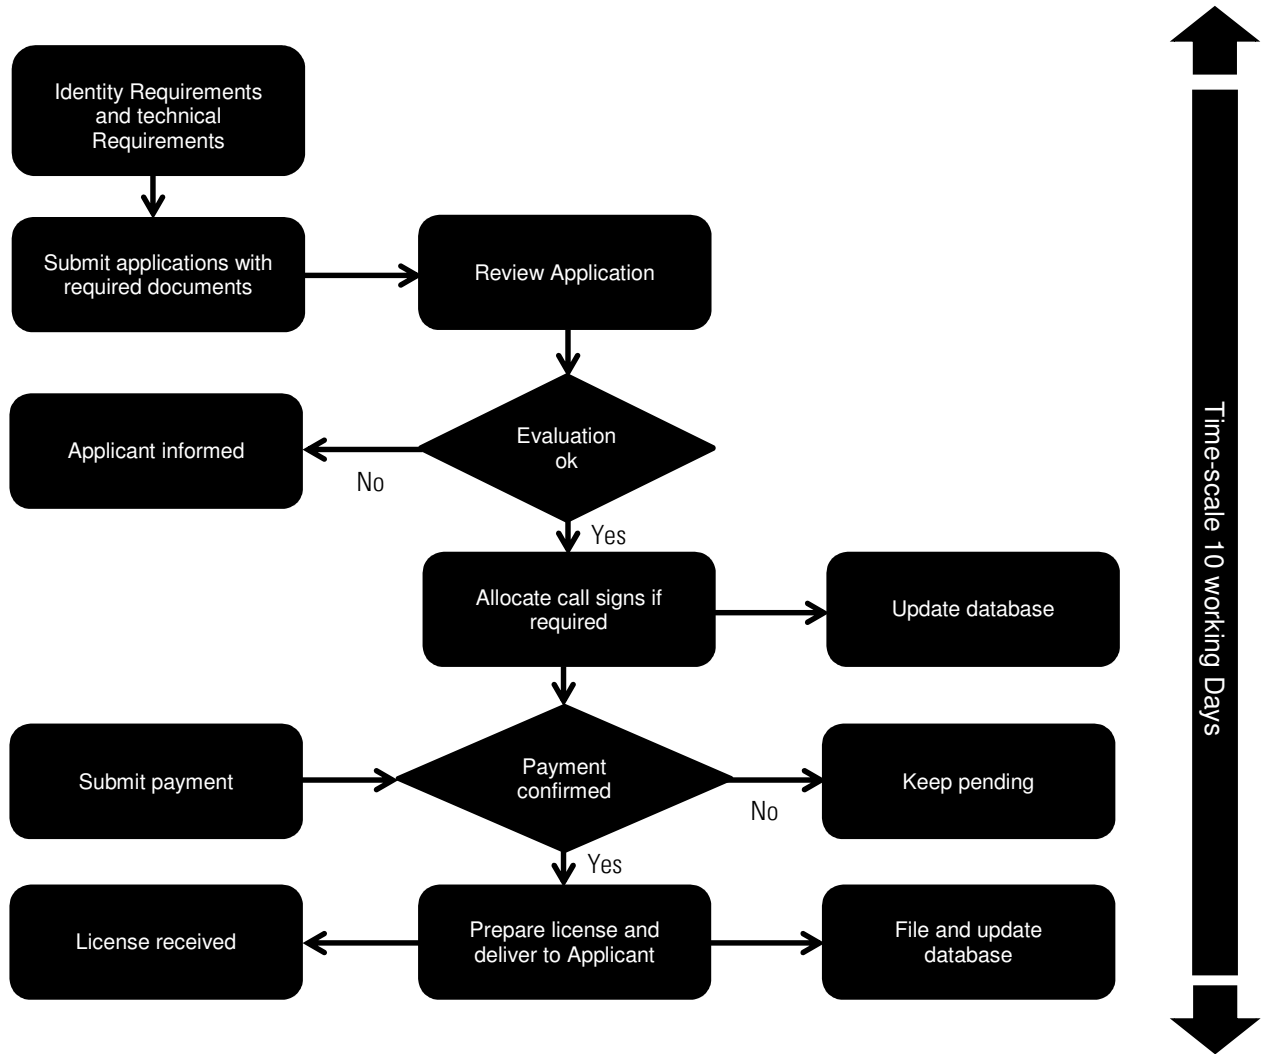 Identity Requirements
and technical
Requirements
Submit applications with
required documents
Review Application
Applicant informed
Evaluation
ok
No
Yes
Allocate call signs if
required
Update database
Submit payment
Payment
confirmed
Keep pending
No
Yes
License received
Prepare license and
deliver to Applicant
File and update
database
Time-scale 10 working Days